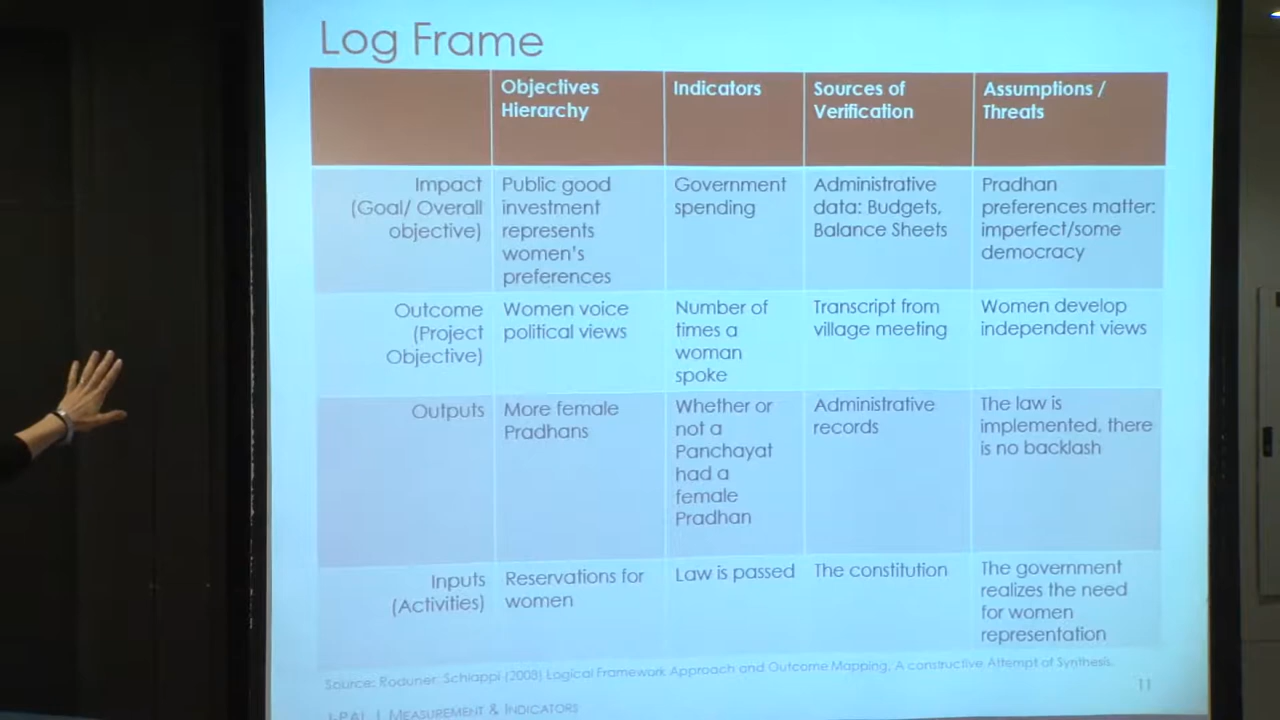 Log Frame
Objectives
Hierarchy
Indicators
Sources of
Verification
Assumptions /
Threats
Impact
(Goal/ Overall
objective)
Public good
investment
represents
women's
preferences
Government
spending
Administrative
data: Budgets,
Balance Sheets
Pradhan
preferences matter:
imperfect/some
democracy
Outcome
(Project
Objective)
Women voice
political views
Number of
times a
woman
spoke
Transcript from
village meeting
Women develop
independent views
Outputs
More female
Pradhans
Whether or
not a
Panchayat
had a
female
Pradhan
Administrative
records
The law is
implemented, there
is no backlash
Inputs
(Activities)
Reservations for
women
Law is passed
The constitution
The government
realizes the need
for women
representation
Source: Roduner, Schlappi (2008) Logical Framework Approach and Outcome Mapping, A constructive Attempt of Synthesis,
11
J-PAL | MEASUREMENT & INDICATORS